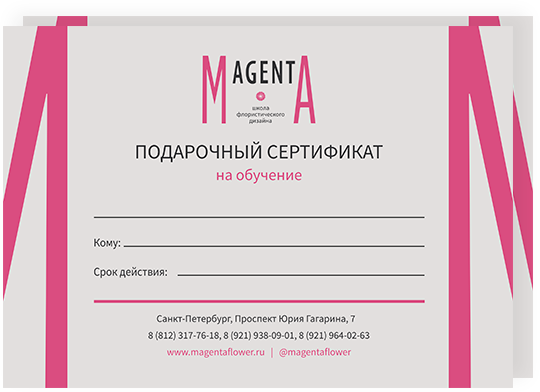 MAGENTA
школа
флористического
дизайна
ПОДАРОЧНЫЙ СЕРТИФИКАТ
на обучение
Кому:
Срок действия:
Санкт-Петербург, Проспект Юрия Гагарина, 7
8 (812) 317-76-18, 8 (921) 938-09-01, 8 (921) 964-02-63
www.magentaflower.ru | @magentaflower